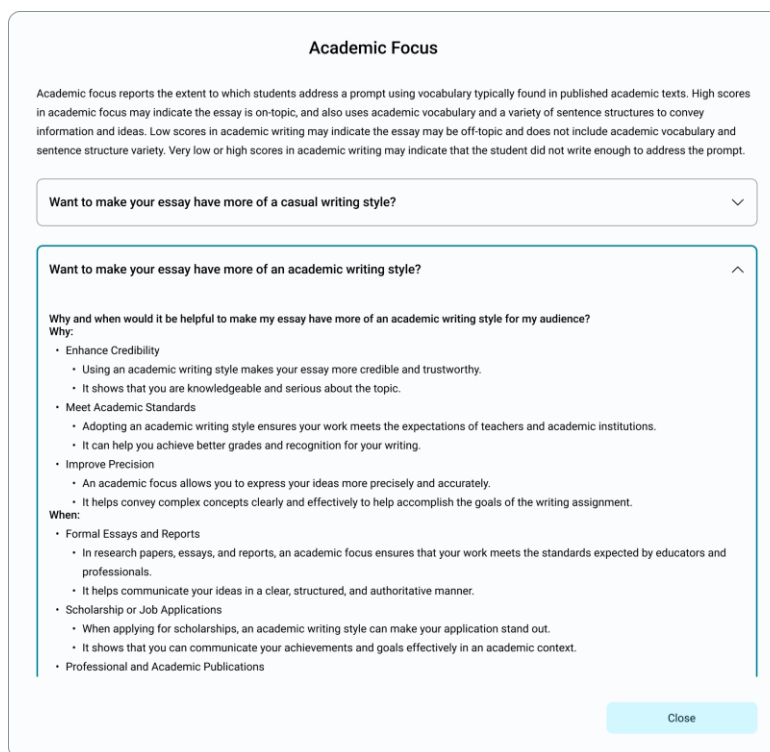 Academic Focus
Academic focus reports the extent to which students address a prompt using vocabulary typically found in published academic texts. High scores
in academic focus may indicate the essay is on-topic, and also uses academic vocabulary and a variety of sentence structures to convey
information and ideas. Low scores in academic writing may indicate the essay may be off-topic and does not include academic vocabulary and
sentence structure variety. Very low or high scores in academic writing may indicate that the student did not write enough to address the prompt.
Want to make your essay have more of a casual writing style?
Want to make your essay have more of an academic writing style?
Why and when would it be helpful to make my essay have more of an academic writing style for my audience?
Why:
• Enhance Credibility
• Using an academic writing style makes your essay more credible and trustworthy.
• It shows that you are knowledgeable and serious about the topic.
• Meet Academic Standards
• Adopting an academic writing style ensures your work meets the expectations of teachers and academic institutions.
• It can help you achieve better grades and recognition for your writing.
• Improve Precision
• An academic focus allows you to express your ideas more precisely and accurately.
• It helps convey complex concepts clearly and effectively to help accomplish the goals of the writing assignment.
When:
• Formal Essays and Reports
• In research papers, essays, and reports, an academic focus ensures that your work meets the standards expected by educators and
professionals.
• It helps communicate your ideas in a clear, structured, and authoritative manner.
• Scholarship or Job Applications
• When applying for scholarships, an academic writing style can make your application stand out.
• It shows that you can communicate your achievements and goals effectively in an academic context.
• Professional and Academic Publications
Close